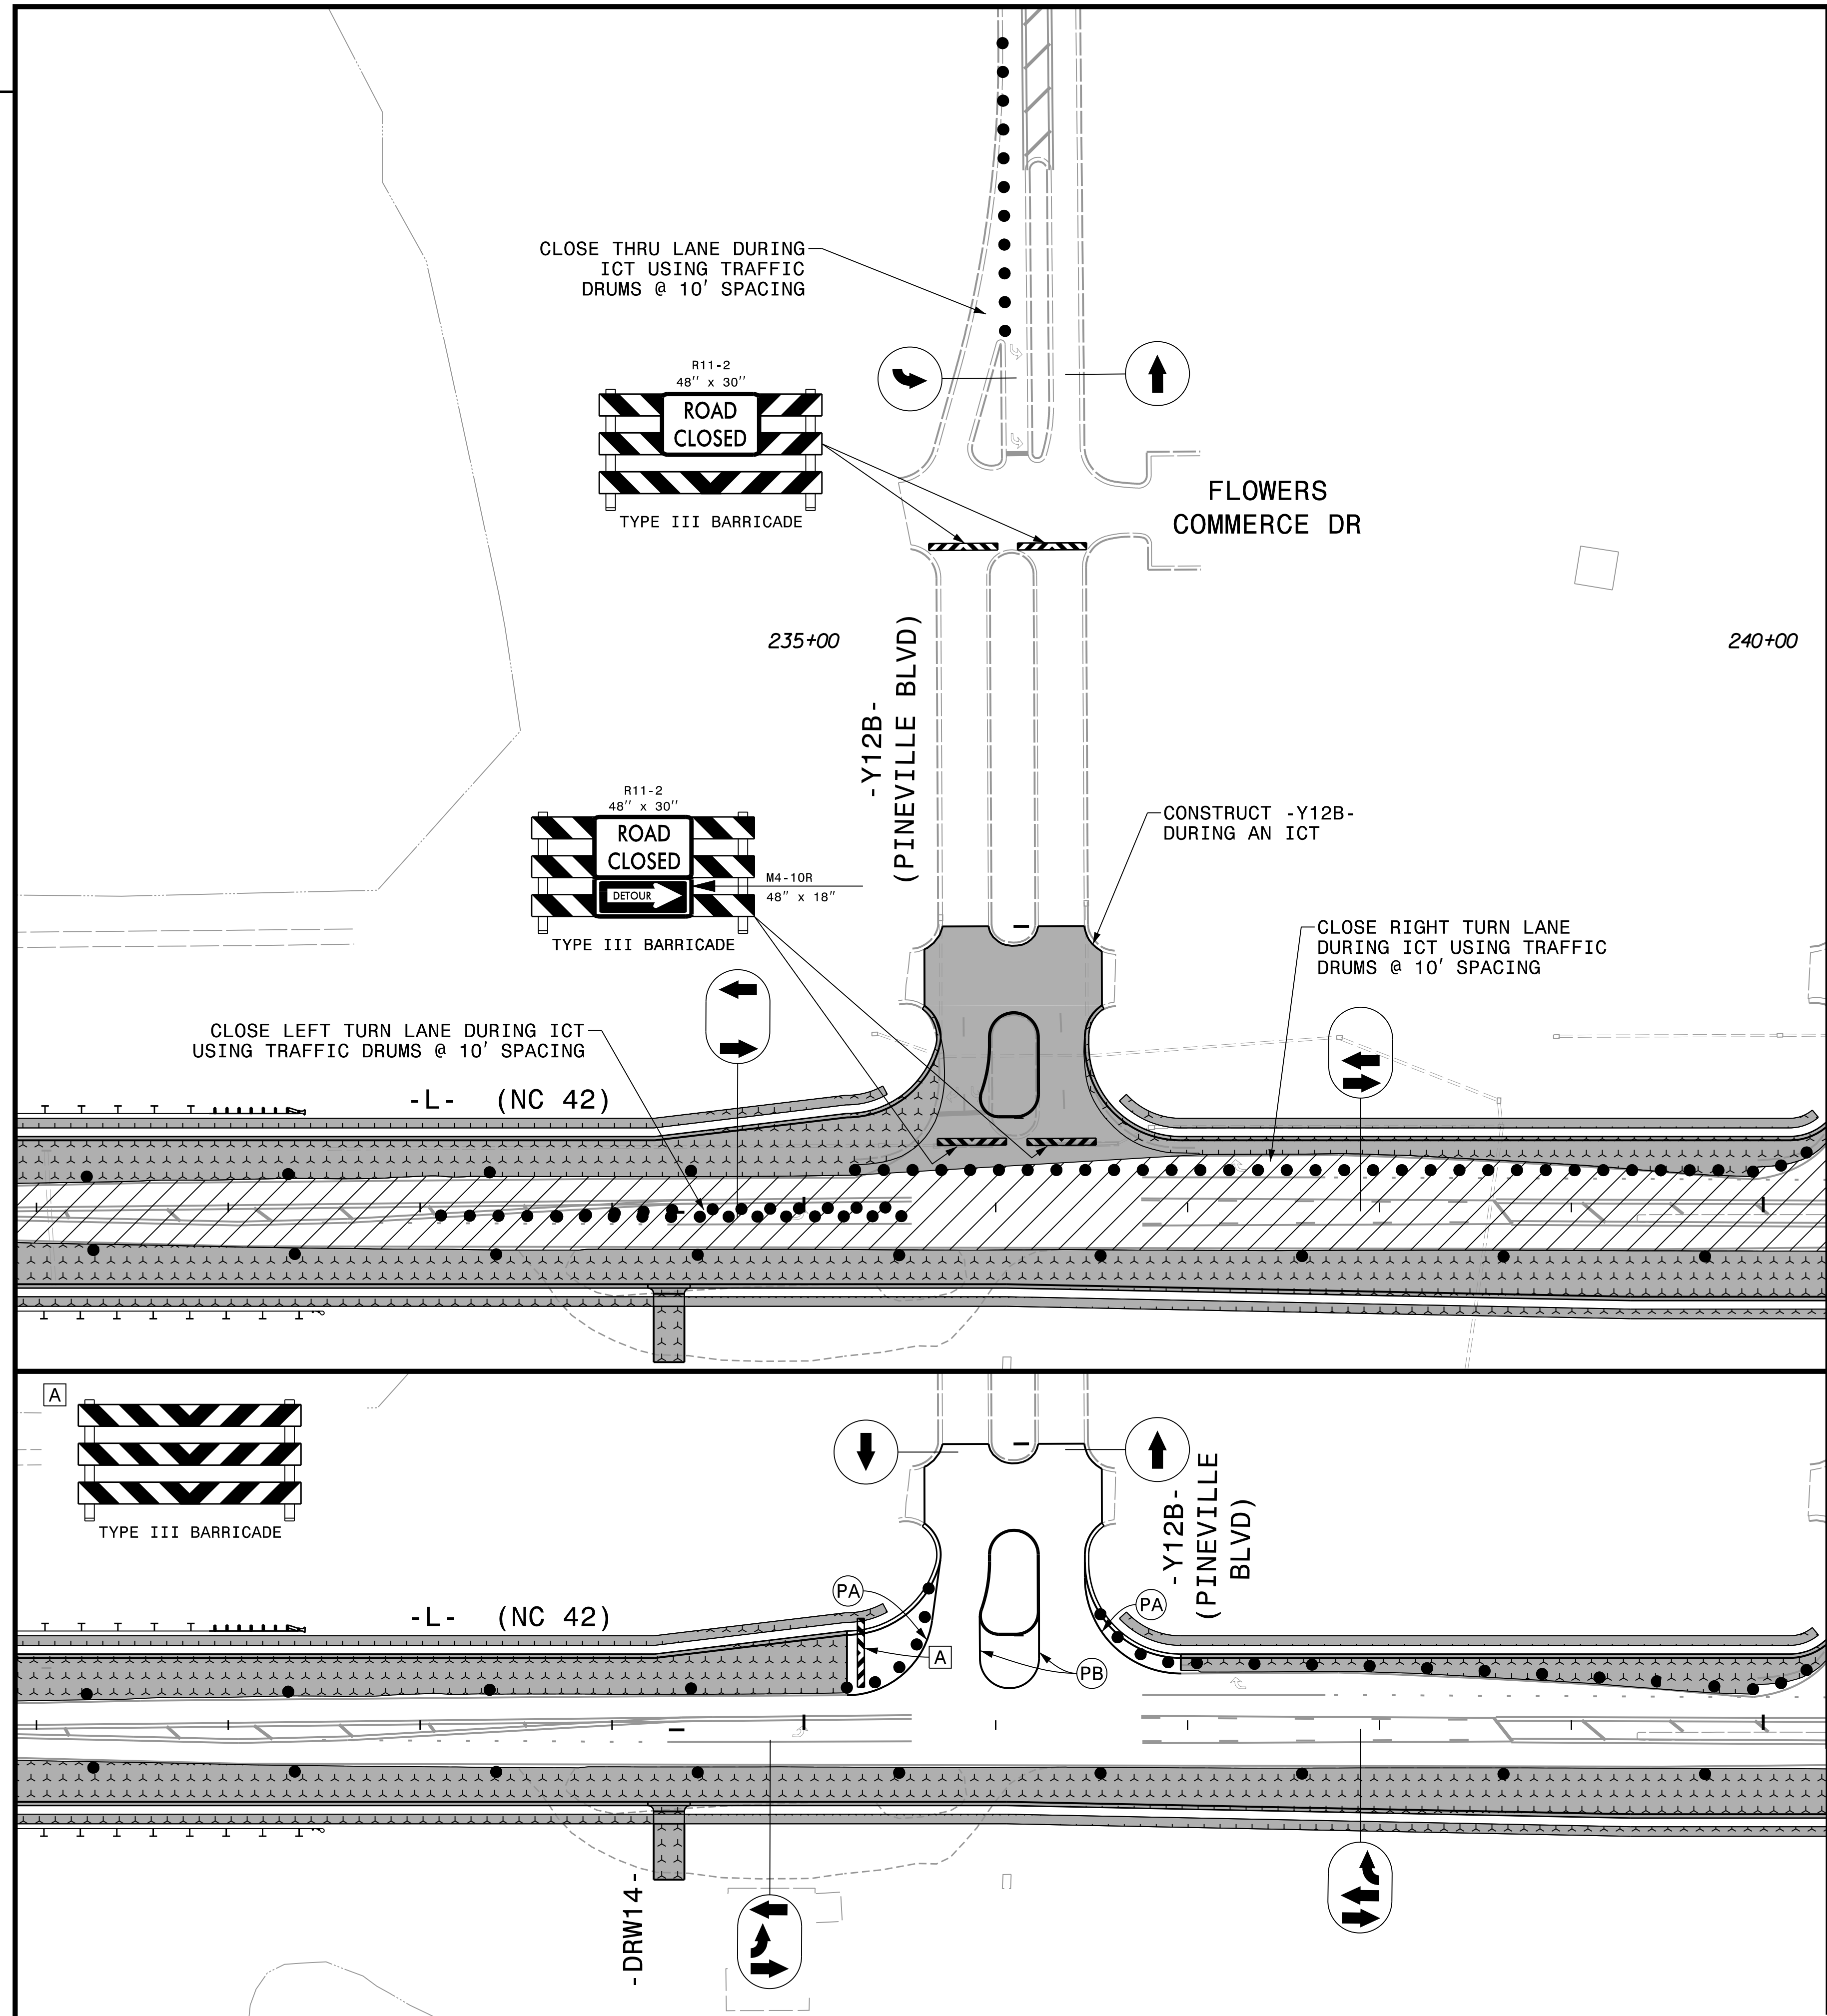 CLOSE THRU LANE DURING
ICT USING TRAFFIC
DRUMS @ 10' SPACING
R11-2
48" x 30"
ROAD
CLOSED
TYPE III BARRICADE
FLOWERS
COMMERCE DR
235+00
240+00
-Y12B-
(PINEVILLE BLVD)
R11-2
48" x 30"
ROAD
CLOSED
DETOUR
M4-10R
48" x 18"
TYPE III BARRICADE
CONSTRUCT -Y12B-
DURING AN ICT
CLOSE RIGHT TURN LANE
DURING ICT USING TRAFFIC
DRUMS @ 10' SPACING
CLOSE LEFT TURN LANE DURING ICT
USING TRAFFIC DRUMS @ 10' SPACING
-L- (NC 42)
A
TYPE III BARRICADE
-Y12B-
(PINEVILLE
BLVD)
PA
PA
-L- (NC 42)
A
PB
-DRW14-